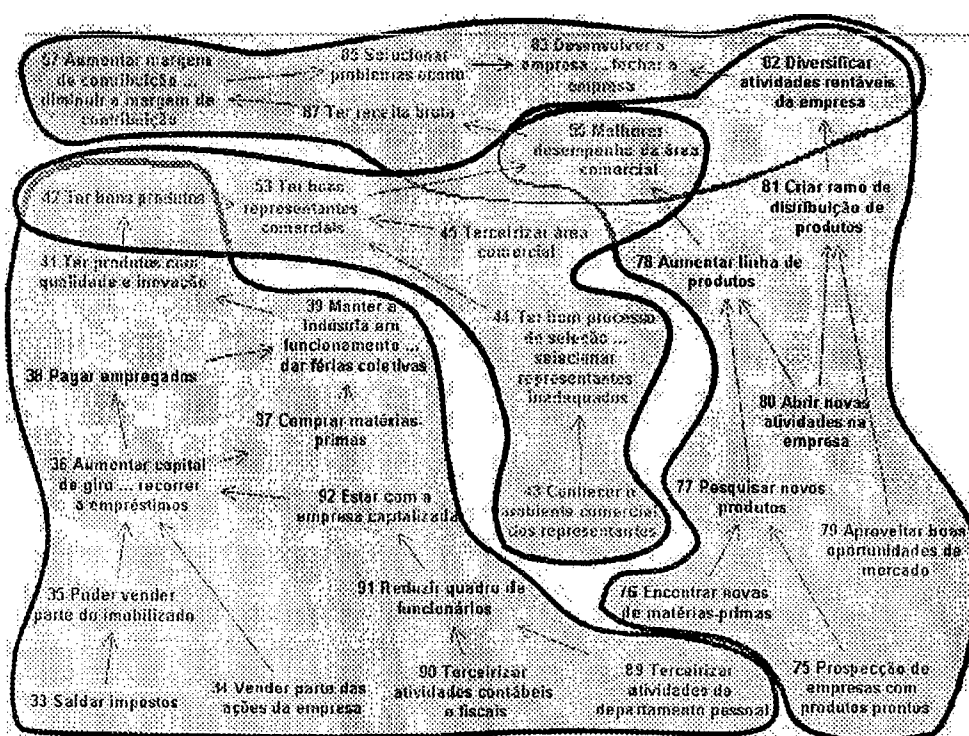 57 Aumentar margem
de contribuição ...
diminuir a margem de
contribuição
85 Solucionar
problemas
83 Desenvolver a
empresa ... fechar a
empresa
82 Diversificar
atividades rentáveis
da empresa
87 Ter receita bruta
55 Melhorar
desempenho da área
comercial
42 Ter bons produtos
53 Ter bons
representantes
comerciais
81 Criar ramo de
distribuição de
produtos
45 Terceirizar área
comercial
41 Ter produtos com
qualidade e inovação
78 Aumentar linha de
produtos
39 Manter a
Indústria em
funcionamento ...
dar férias coletivas
44 Ter bom processo
de seleção ...
selecionar
representantes
inadequados
38 Pagar empregados
37 Comprar matérias-
primas
80 Abrir novas
atividades na
empresa
36 Aumentar capital
de giro ... recorrer
a empréstimos
92 Estar com a
empresa capitalizada
43 Conhecer o
ambiente comercial
dos representantes
77 Pesquisar novos
produtos
79 Aproveitar boas
oportunidades de
mercado
35 Poder vender
parte do imobilizado
91 Reduzir quadro de
funcionários
76 Encontrar novas
de matérias-primas
33 Saldar impostos
34 Vender parte das
ações da empresa
90 Terceirizar
atividades contábeis
e fiscais
89 Terceirizar
atividades do
departamento pessoal
75 Prospecção de
empresas com
produtos prontos